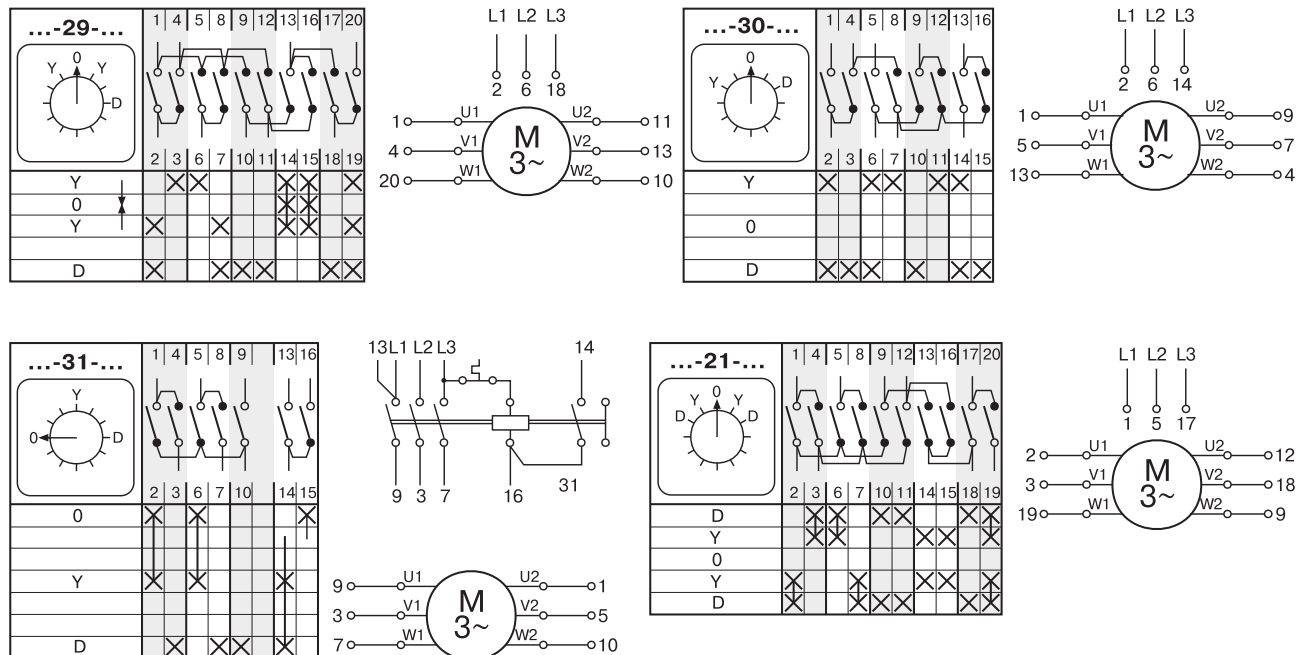 ...-29-...
1 4 5 8 9 12 13 16 17 20
Y 0 Y D
2 3 6 7 10 11 14 15 18 19
Y
0
Y
D
L1 L2 L3
2 6 18
1 U1 U2 11
4 V1 V2 13
20 W1 W2 10
M
3~
...-30-...
1 4 5 8 9 12 13 16
Y 0 D
2 3 6 7 10 11 14 15
Y
0
D
L1 L2 L3
2 6 14
1 U1 U2 9
5 V1 V2 7
13 W1 W2 4
M
3~
...-31-...
1 4 5 8 9 13 16
Y
0 D
2 3 6 7 10 14 15
0
Y
D
13 L1 L2 L3 14
9 3 7 16 31
9 U1 U2 1
3 V1 V2 5
7 W1 W2 10
M
3~
...-21-...
1 4 5 8 9 12 13 16 17 20
D Y 0 Y D
2 3 6 7 10 11 14 15 18 19
D
Y
0
Y
D
L1 L2 L3
1 5 17
2 U1 U2 12
3 V1 V2 18
19 W1 W2 9
M
3~